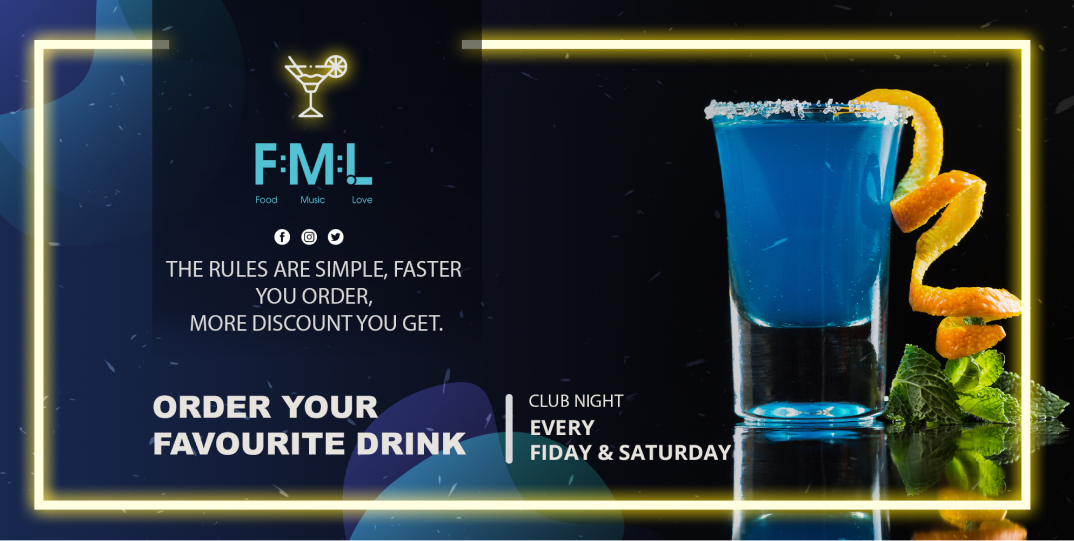 F:M:L
Food Music Love
THE RULES ARE SIMPLE, FASTER
YOU ORDER,
MORE DISCOUNT YOU GET.
ORDER YOUR
FAVOURITE DRINK
CLUB NIGHT
EVERY
FIDAY & SATURDAY